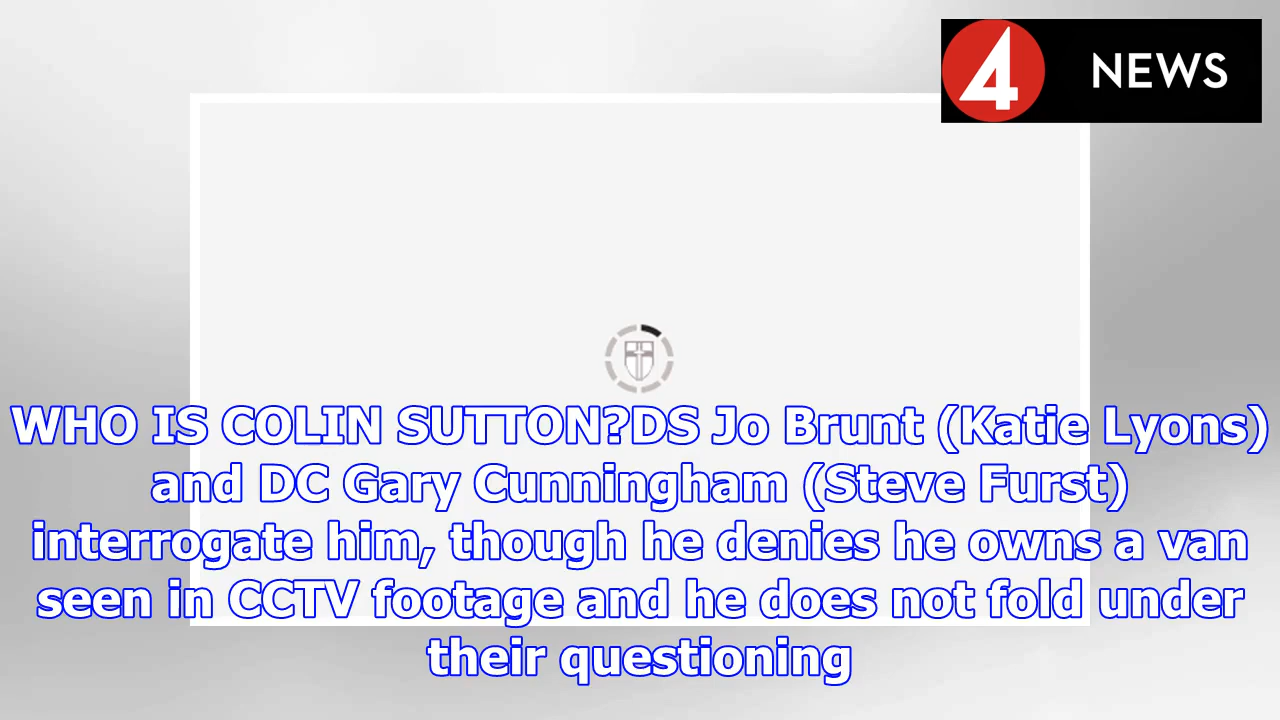 4 NEWS
WHO IS COLIN SUTTON?DS Jo Brunt (Katie Lyons)
and DC Gary Cunningham (Steve Furst)
interrogate him, though he denies he owns a van
seen in CCTV footage and he does not fold under
their questioning